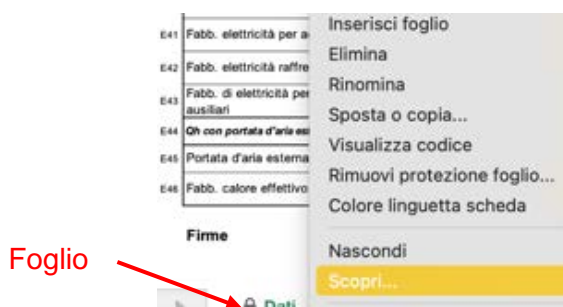 Inserisci foglio
E41 Fabb. elettricità per a
Elimina
E42 Fabb. elettricità raffre
Rinomina
E43 Fabb. di elettricità per
ausiliari
Sposta o copia...
E44 Qh con portata d'aria es
Visualizza codice
E45 Portata d'aria esterna
Rimuovi protezione foglio...
E46 Fabb. calore effettivo
Colore linguetta scheda
Firme
Nascondi
Foglio
Scopri...
Dati